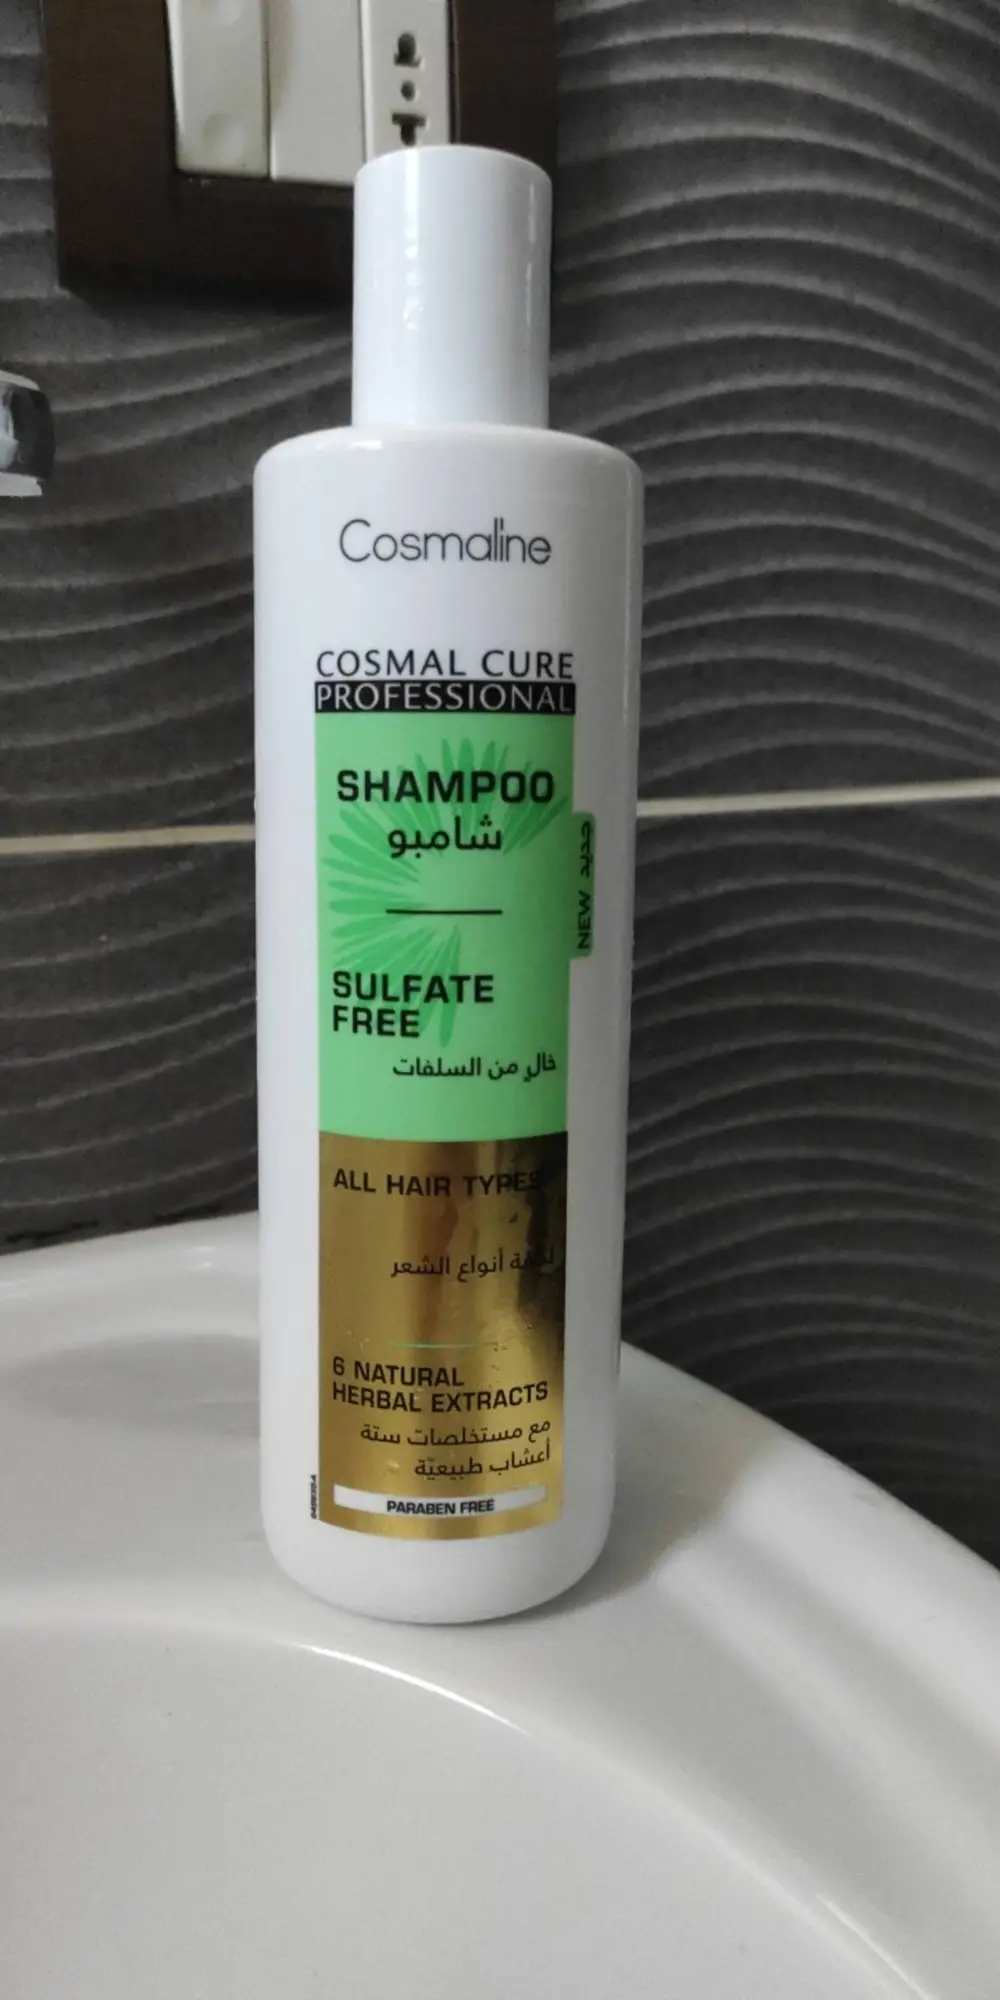 Cosmaline
COSMAL CURE
PROFESSIONAL
SHAMPOO
شامبو
NEW جديد
SULFATE
FREE
خالٍ من السلفات
ALL HAIR TYPES
أنواع الشعر
6 NATURAL
HERBAL EXTRACTS
مع مستخلصات ستة
أعشاب طبيعيّة
PARABEN FREE